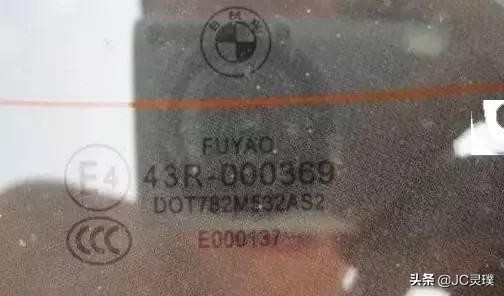 BMW
FUYAO
E4
43R-000369
DOT782M532AS2
CCC
E000137
头条 @JC灵璞